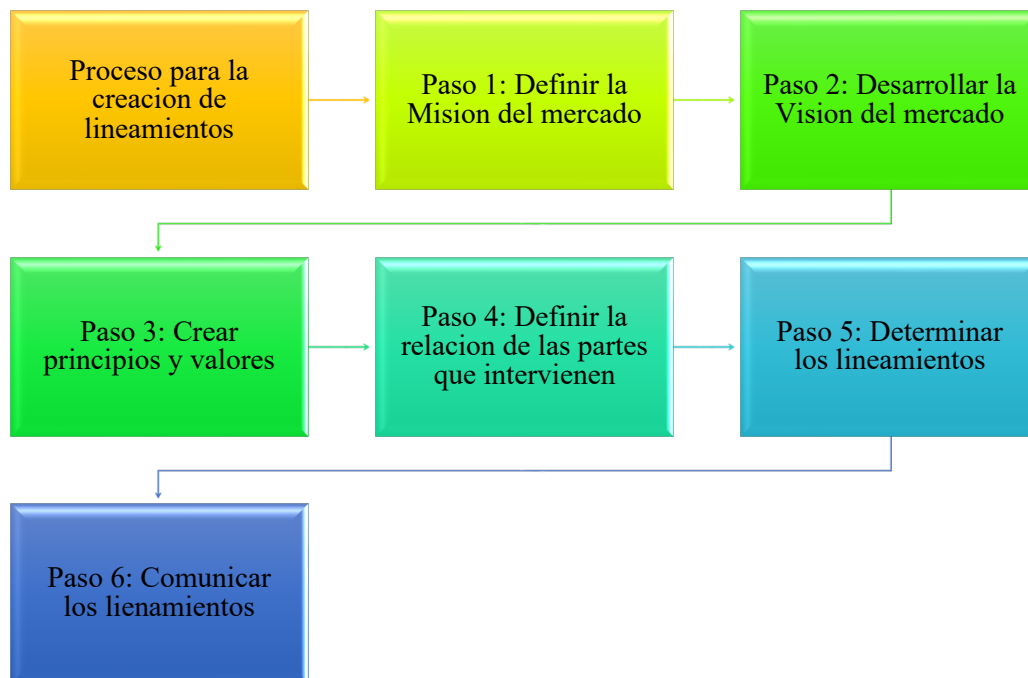 Proceso para la
creacion de
lineamientos
Paso 1: Definir la
Mision del mercado
Paso 2: Desarrollar la
Vision del mercado
Paso 3: Crear
principios y valores
Paso 4: Definir la
relacion de las partes
que intervienen
Paso 5: Determinar
los lineamientos
Paso 6: Comunicar
los lienamientos